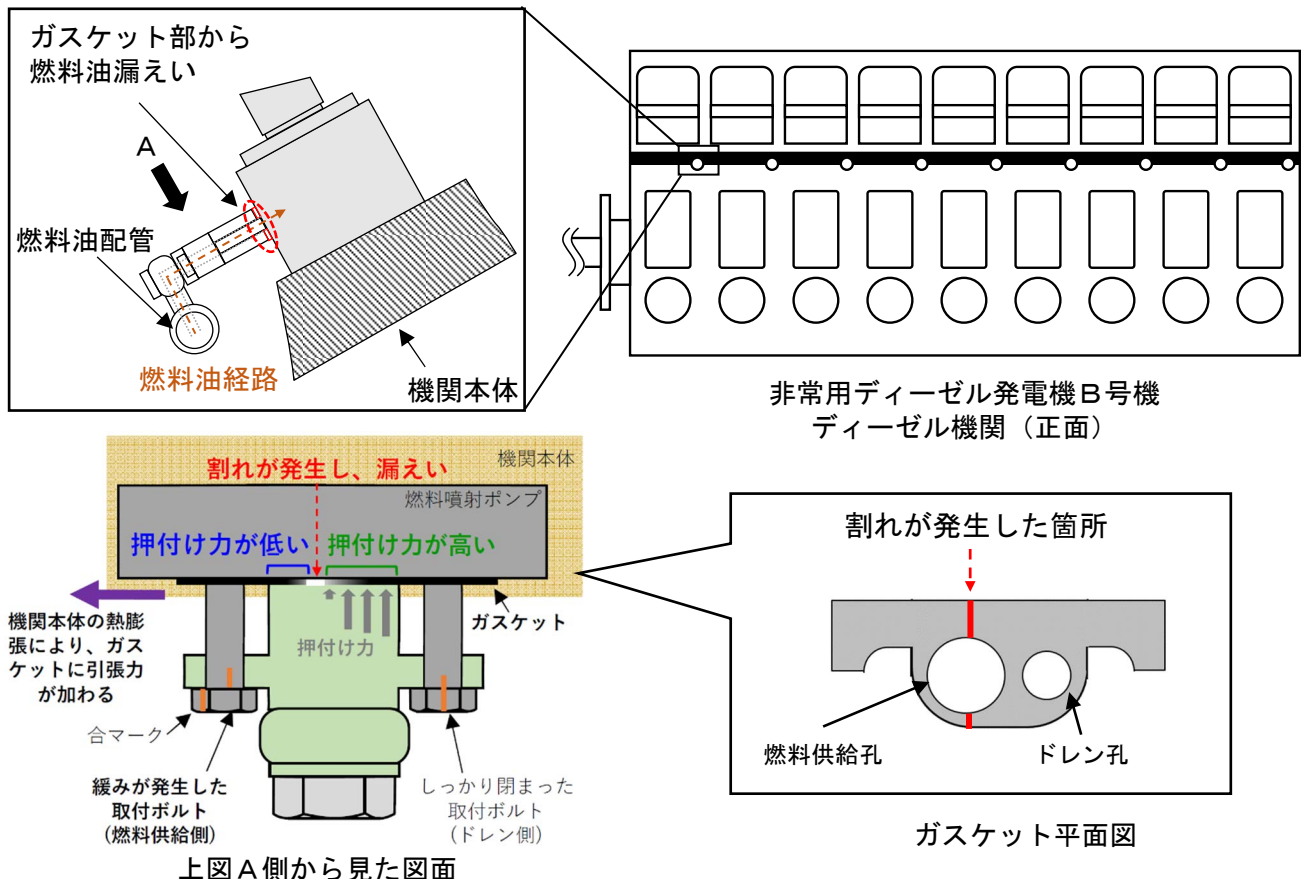 ガスケット部から
燃料油漏えい
A
燃料油配管
燃料油経路
機関本体
非常用ディーゼル発電機B号機
ディーゼル機関（正面）
機関本体
割れが発生し、漏えい
燃料噴射ポンプ
押付け力が低い
押付け力が高い
機関本体の熱膨
張により、ガス
ケットに引張力
が加わる
押付け力
ガスケット
合マーク
緩みが発生した
取付ボルト
(燃料供給側)
しっかり閉まった
取付ボルト
(ドレン側)
上図A側から見た図面
割れが発生した箇所
燃料供給孔
ドレン孔
ガスケット平面図